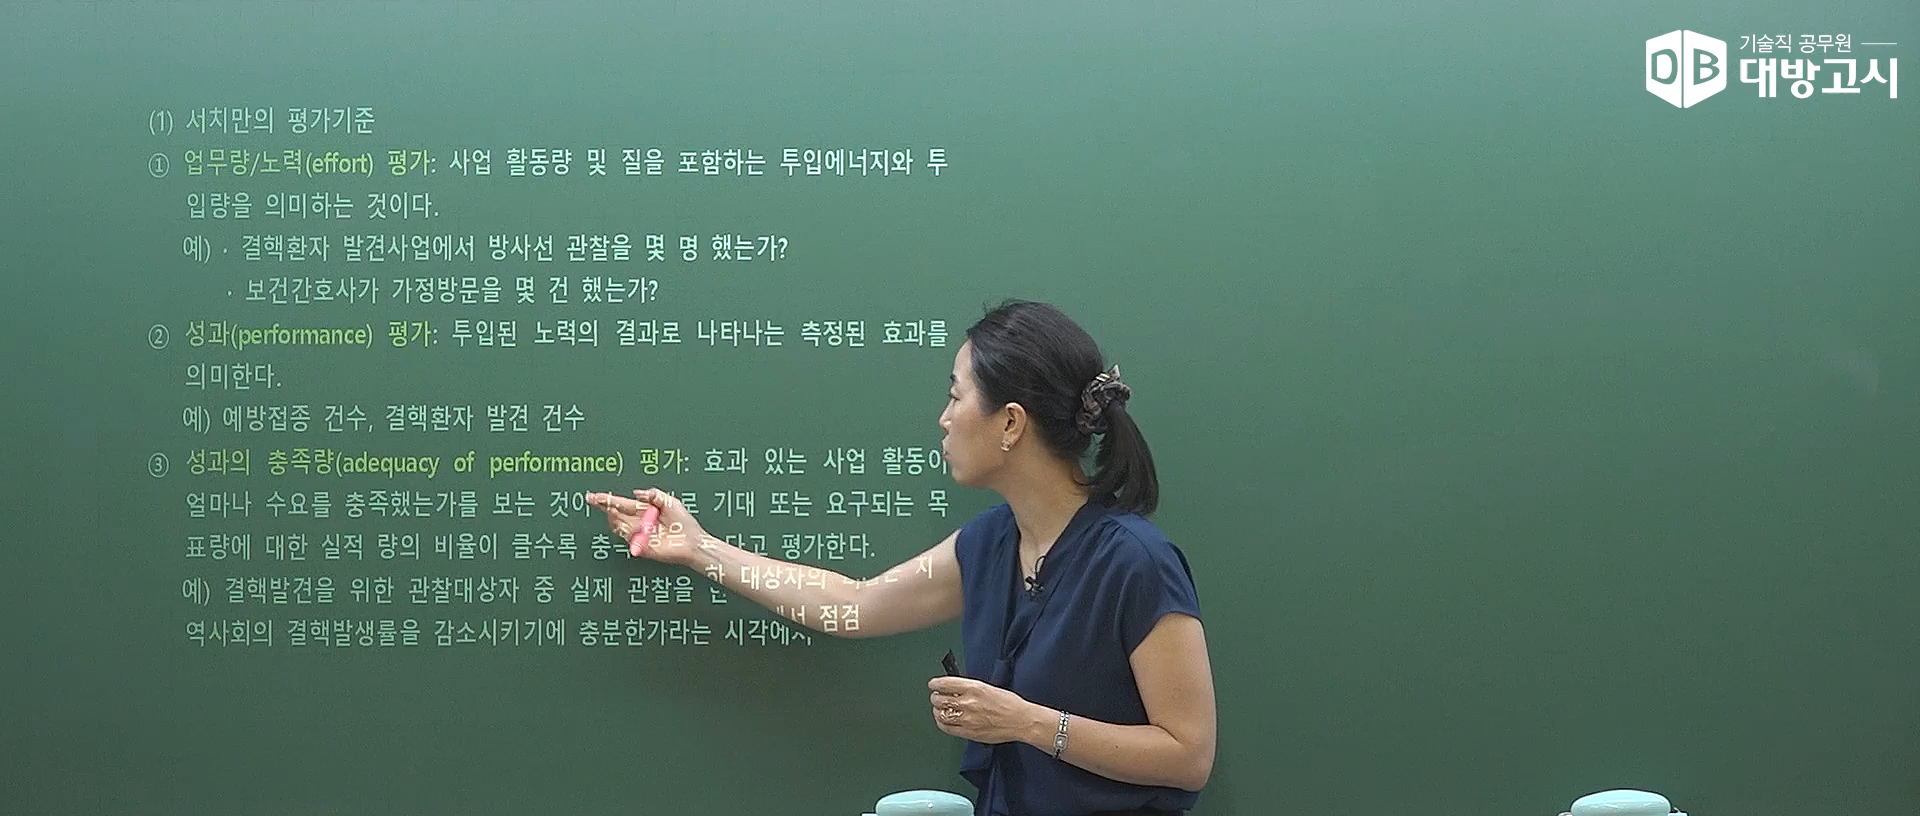 기술직 공무원
DB 대방고시
(1) 서치만의 평가기준
① 업무량/노력(effort) 평가: 사업 활동량 및 질을 포함하는 투입에너지와 투
입량을 의미하는 것이다.
예) · 결핵환자 발견사업에서 방사선 관찰을 몇 명 했는가?
· 보건간호사가 가정방문을 몇 건 했는가?
② 성과(performance) 평가: 투입된 노력의 결과로 나타나는 측정된 효과를
의미한다.
예) 예방접종 건수, 결핵환자 발견 건수
③ 성과의 충족량(adequacy of performance) 평가: 효과 있는 사업 활동이
얼마나 수요를 충족했는가를 보는 기대 또는 요구되는 목
표량에 대한 실적 량의 비율이 클수록 평가한다.
예) 결핵발견을 위한 관찰대상자 중 실제 관찰을 한 대상자의 지
역사회의 결핵발생률을 감소시키기에 충분한가라는 시각에서 점검